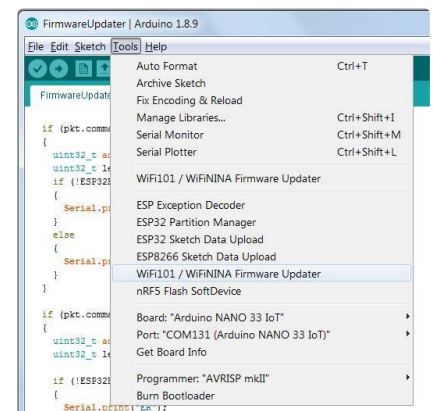 FirmwareUpdater | Arduino 1.8.9
File Edit Sketch Tools Help
FirmwareUpdate
Auto Format Ctrl+T
Archive Sketch
Fix Encoding & Reload
Manage Libraries... Ctrl+Shift+I
Serial Monitor Ctrl+Shift+M
Serial Plotter Ctrl+Shift+L
WiFi101 / WiFiNINA Firmware Updater
ESP Exception Decoder
ESP32 Partition Manager
ESP32 Sketch Data Upload
ESP8266 Sketch Data Upload
WiFi101 / WiFiNINA Firmware Updater
nRF5 Flash SoftDevice
Board: "Arduino NANO 33 IoT"
Port: "COM131 (Arduino NANO 33 IoT)"
Get Board Info
Programmer: "AVRISP mkII"
Burn Bootloader
if (pkt.comma
{
uint32_t ad
uint32_t le
if (!ESP32B
{
Serial.pr
}
else
{
Serial.pr
}
}
if (pkt.comma
{
uint32_t ad
uint32_t le
if (!ESP32B
{
Serial.print("ER");